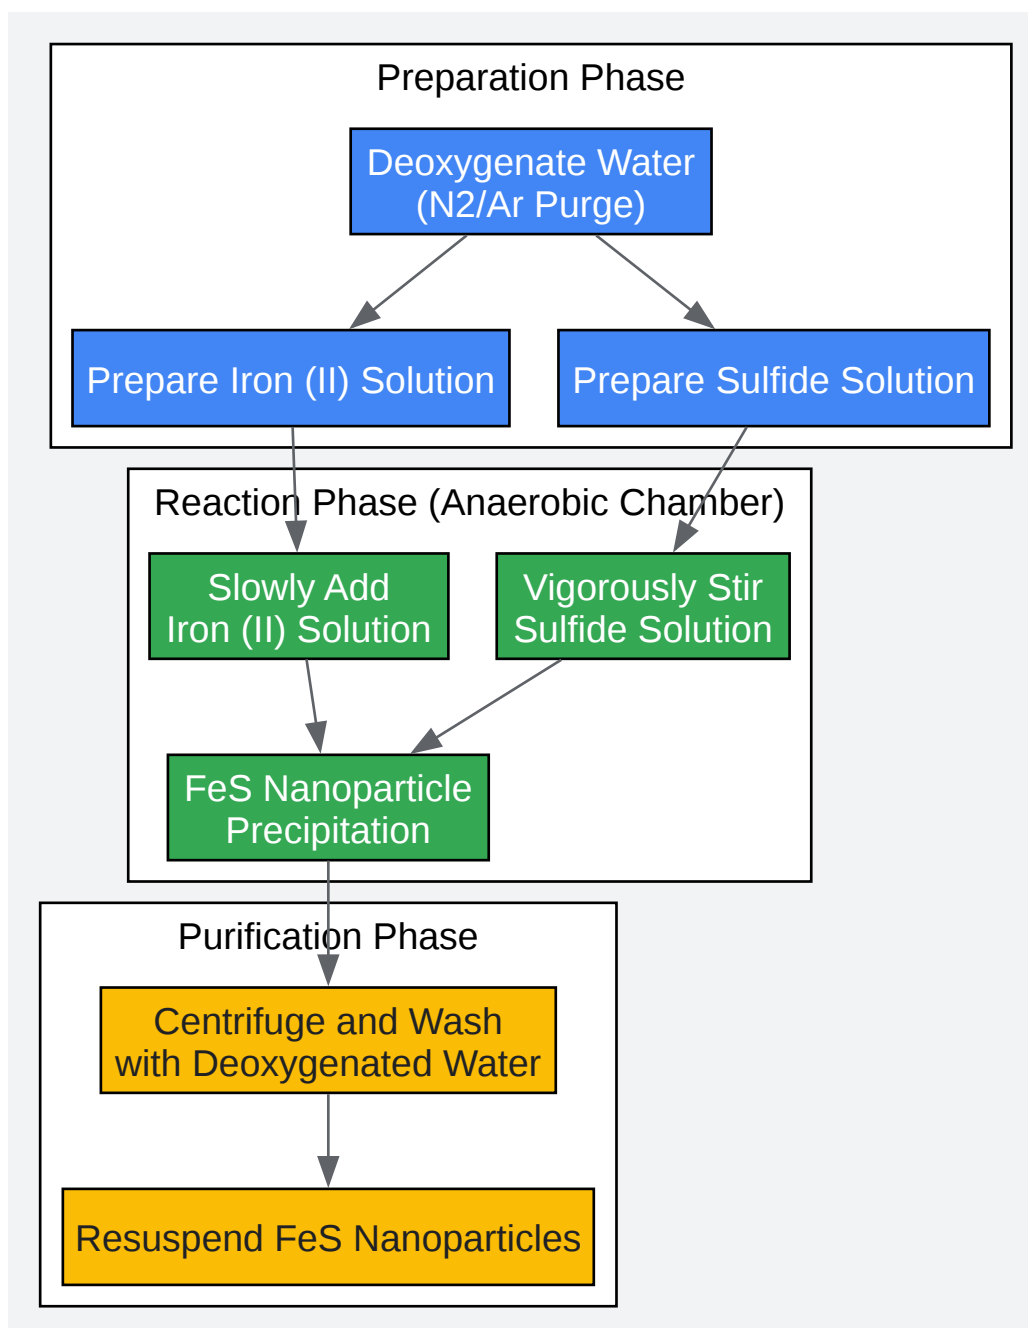 Preparation Phase
Deoxygenate Water
(N2/Ar Purge)
Prepare Iron (II) Solution
Prepare Sulfide Solution
Reaction Phase (Anaerobic Chamber)
Slowly Add
Iron (II) Solution
Vigorously Stir
Sulfide Solution
FeS Nanoparticle
Precipitation
Purification Phase
Centrifuge and Wash
with Deoxygenated Water
Resuspend FeS Nanoparticles